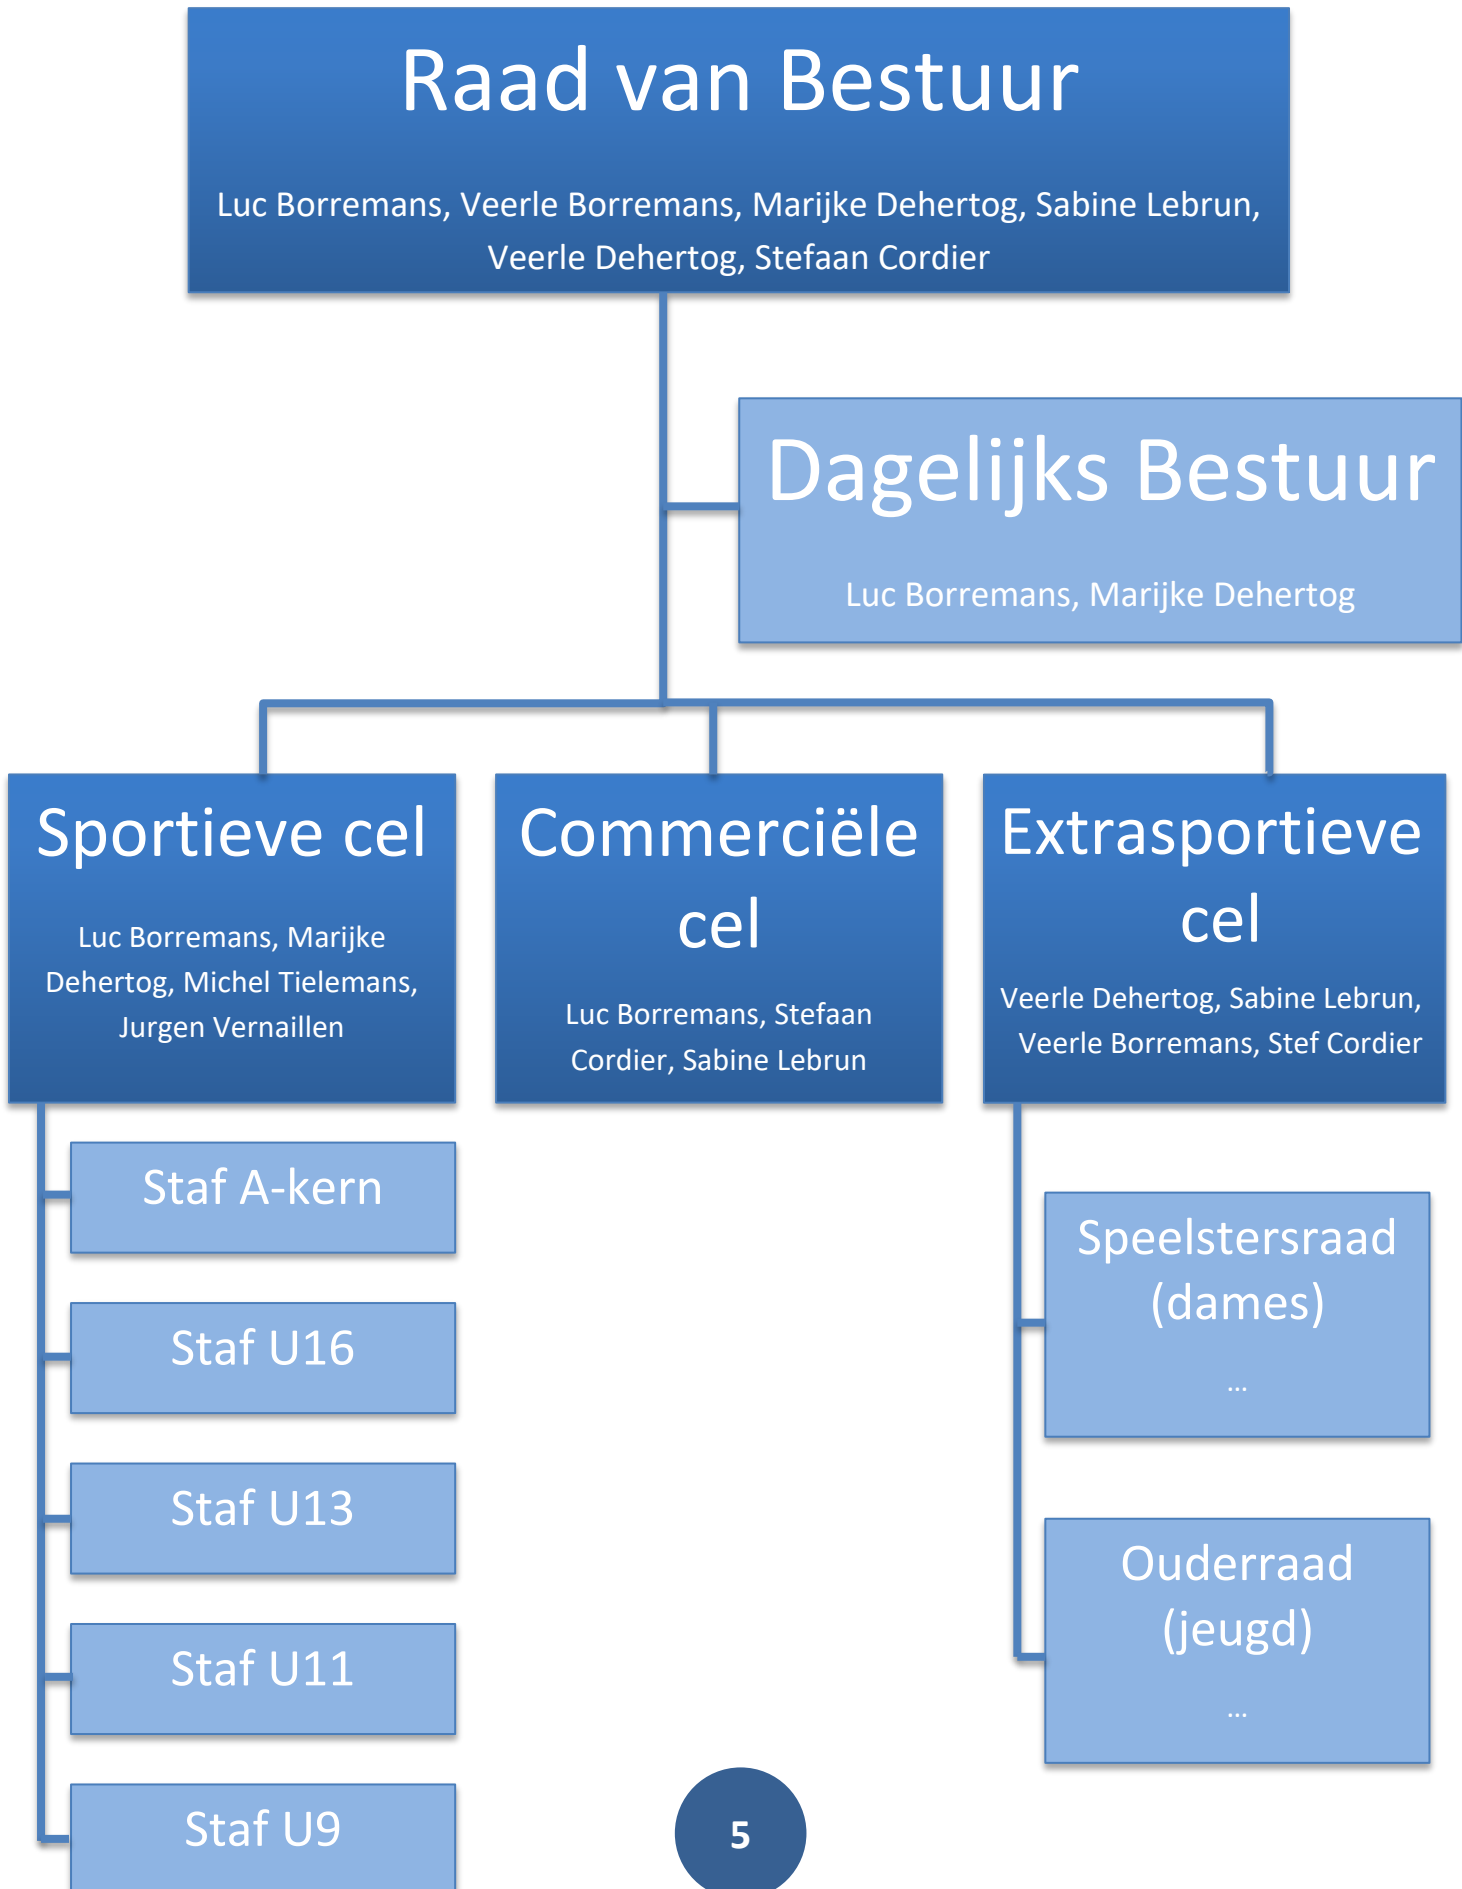 Raad van Bestuur
Luc Borremans, Veerle Borremans, Marijke Dehertog, Sabine Lebrun,
Veerle Dehertog, Stefaan Cordier
Dagelijks Bestuur
Luc Borremans, Marijke Dehertog
Sportieve cel
Luc Borremans, Marijke
Dehertog, Michel Tielemans,
Jurgen Vernaillen
Commerciële
cel
Luc Borremans, Stefaan
Cordier, Sabine Lebrun
Extrasportieve
cel
Veerle Dehertog, Sabine Lebrun,
Veerle Borremans, Stef Cordier
Staf A-kern
Staf U16
Staf U13
Staf U11
Staf U9
Speelstersraad
(dames)
...
Ouderraad
(jeugd)
...
5